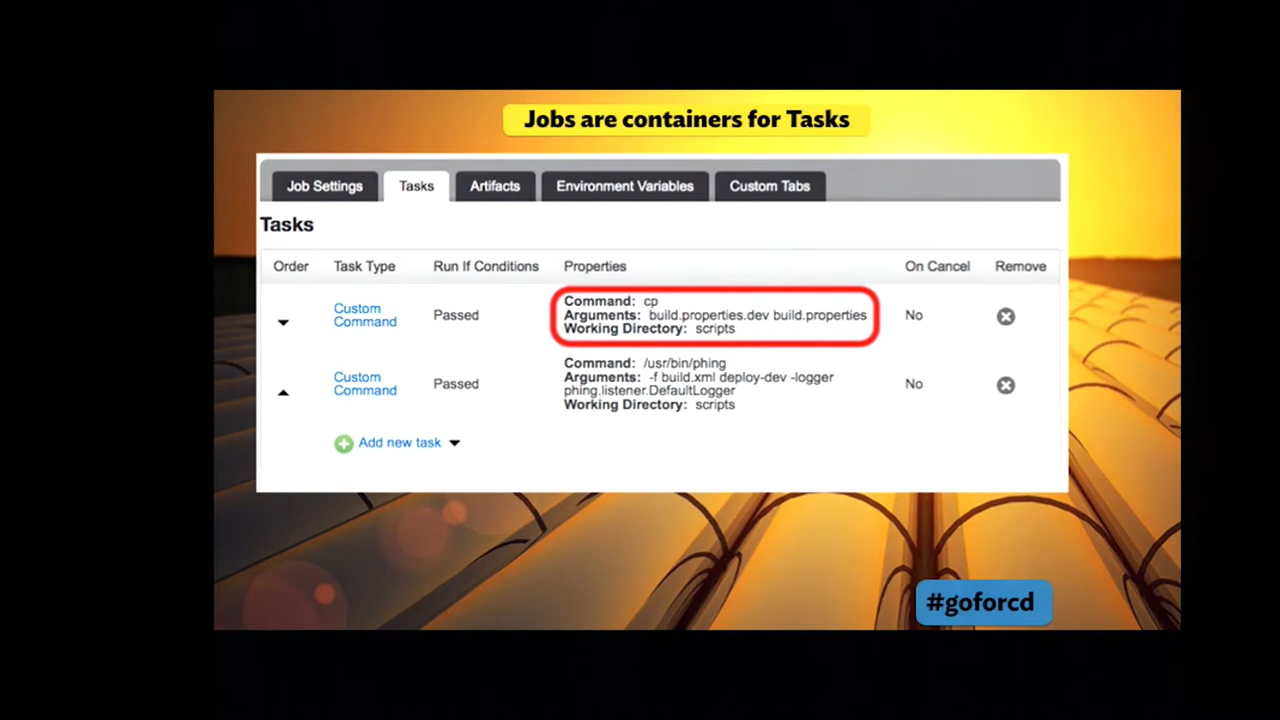 Jobs are containers for Tasks
Job Settings Tasks Artifacts Environment Variables Custom Tabs
Tasks
Order Task Type Run If Conditions Properties On Cancel Remove
Custom Command Passed Command: cp No
Arguments: build.properties.dev build.properties
Working Directory: scripts
Custom Command Passed Command: /usr/bin/phing No
Arguments: -f build.xml deploy-dev -logger
phing.listener.DefaultLogger
Working Directory: scripts
Add new task
#goforcd